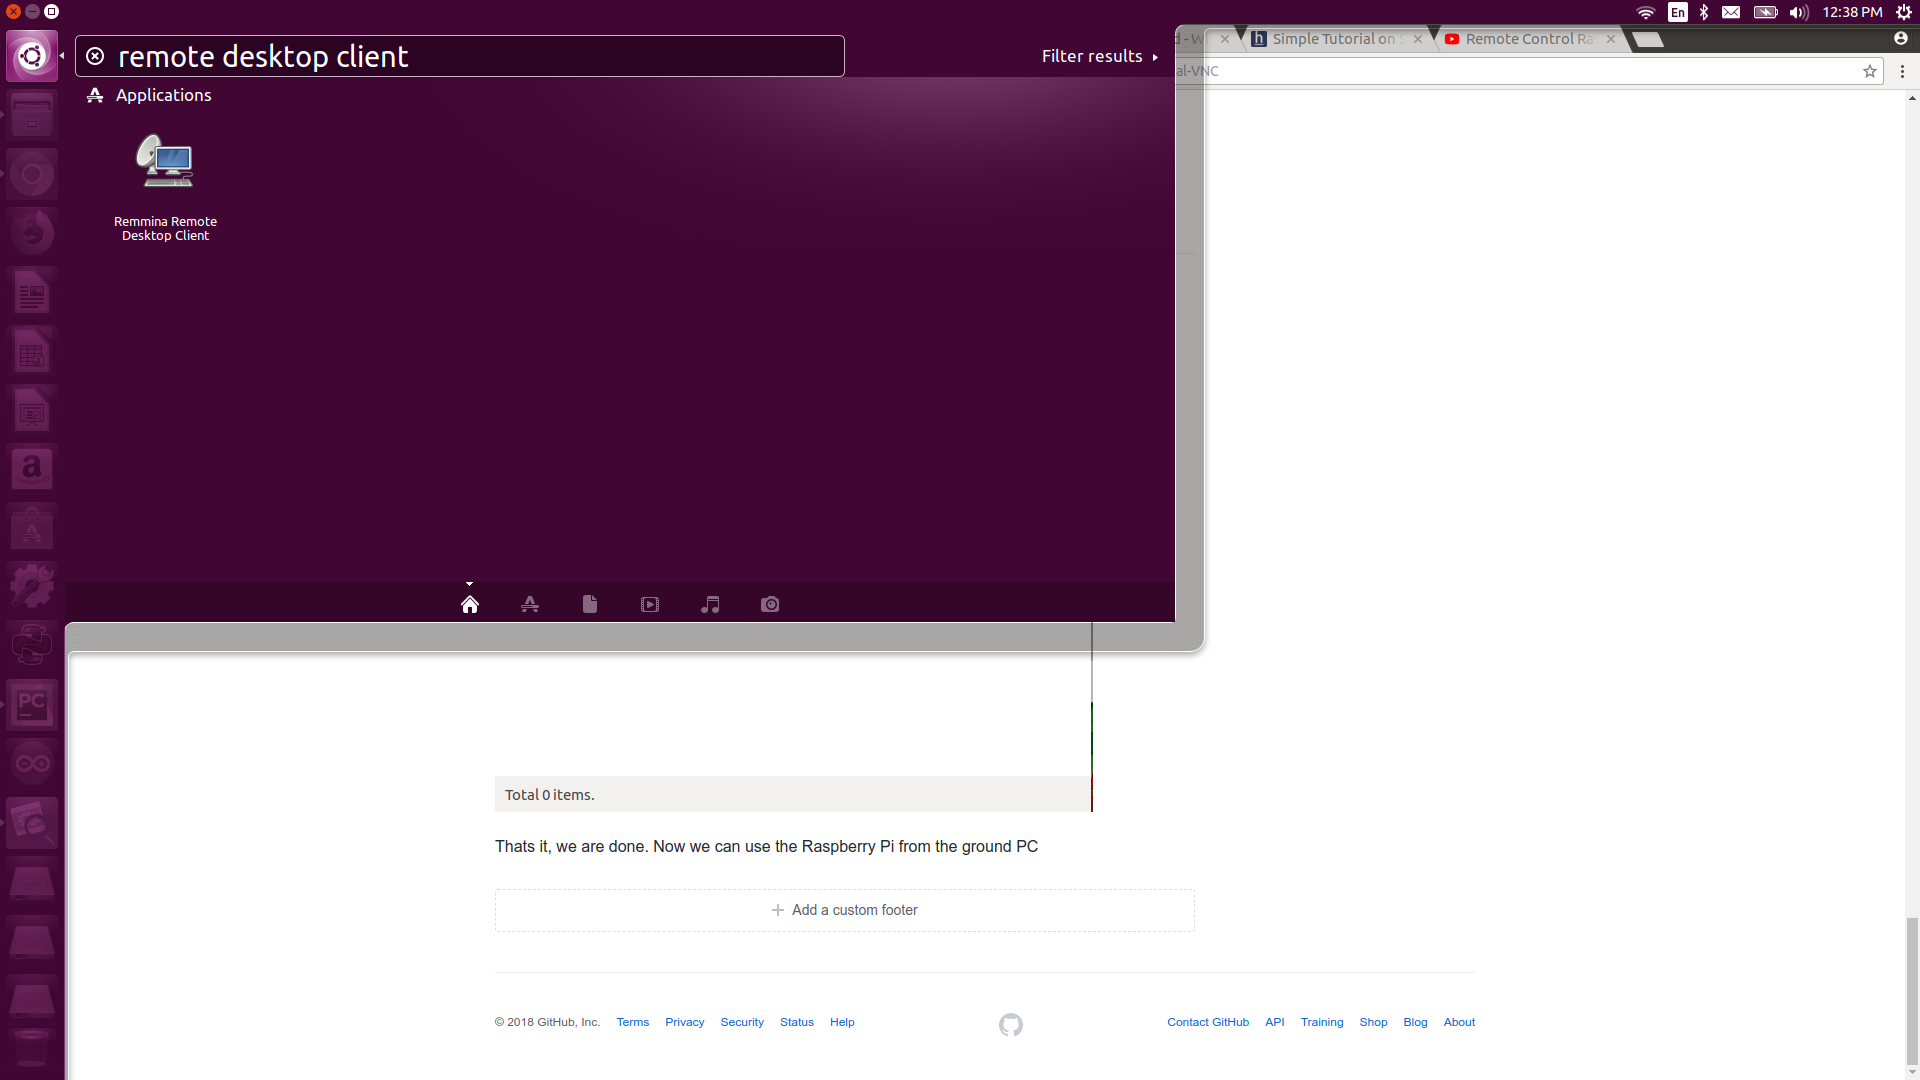 En
12:38 PM
remote desktop client
Filter results
Applications
Remmina Remote
Desktop Client
Simple Tutorial on
Remote Control Ra
al-VNC
a
PC
Total 0 items.
Thats it, we are done. Now we can use the Raspberry Pi from the ground PC
Add a custom footer
© 2018 GitHub, Inc. Terms Privacy Security Status Help
Contact GitHub API Training Shop Blog About